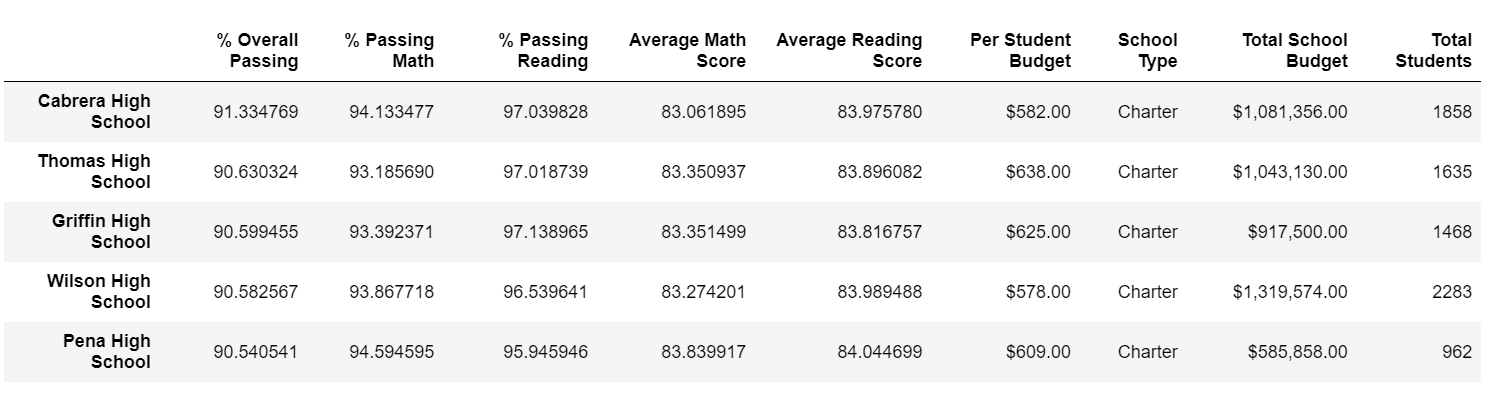 % Overall Passing % Passing Math % Passing Reading Average Math Score Average Reading Score Per Student Budget School Type Total School Budget Total Students
Cabrera High School 91.334769 94.133477 97.039828 83.061895 83.975780 $582.00 Charter $1,081,356.00 1858
Thomas High School 90.630324 93.185690 97.018739 83.350937 83.896082 $638.00 Charter $1,043,130.00 1635
Griffin High School 90.599455 93.392371 97.138965 83.351499 83.816757 $625.00 Charter $917,500.00 1468
Wilson High School 90.582567 93.867718 96.539641 83.274201 83.989488 $578.00 Charter $1,319,574.00 2283
Pena High School 90.540541 94.594595 95.945946 83.839917 84.044699 $609.00 Charter $585,858.00 962